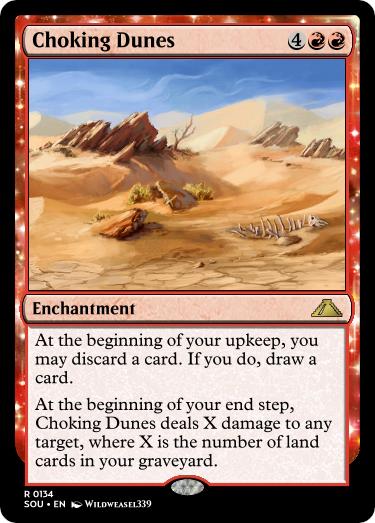 Choking Dunes 4
Enchantment
At the beginning of your upkeep, you
may discard a card. If you do, draw a
card.
At the beginning of your end step,
Choking Dunes deals X damage to any
target, where X is the number of land
cards in your graveyard.
R 0134
SOU • EN WILDWEASEL339